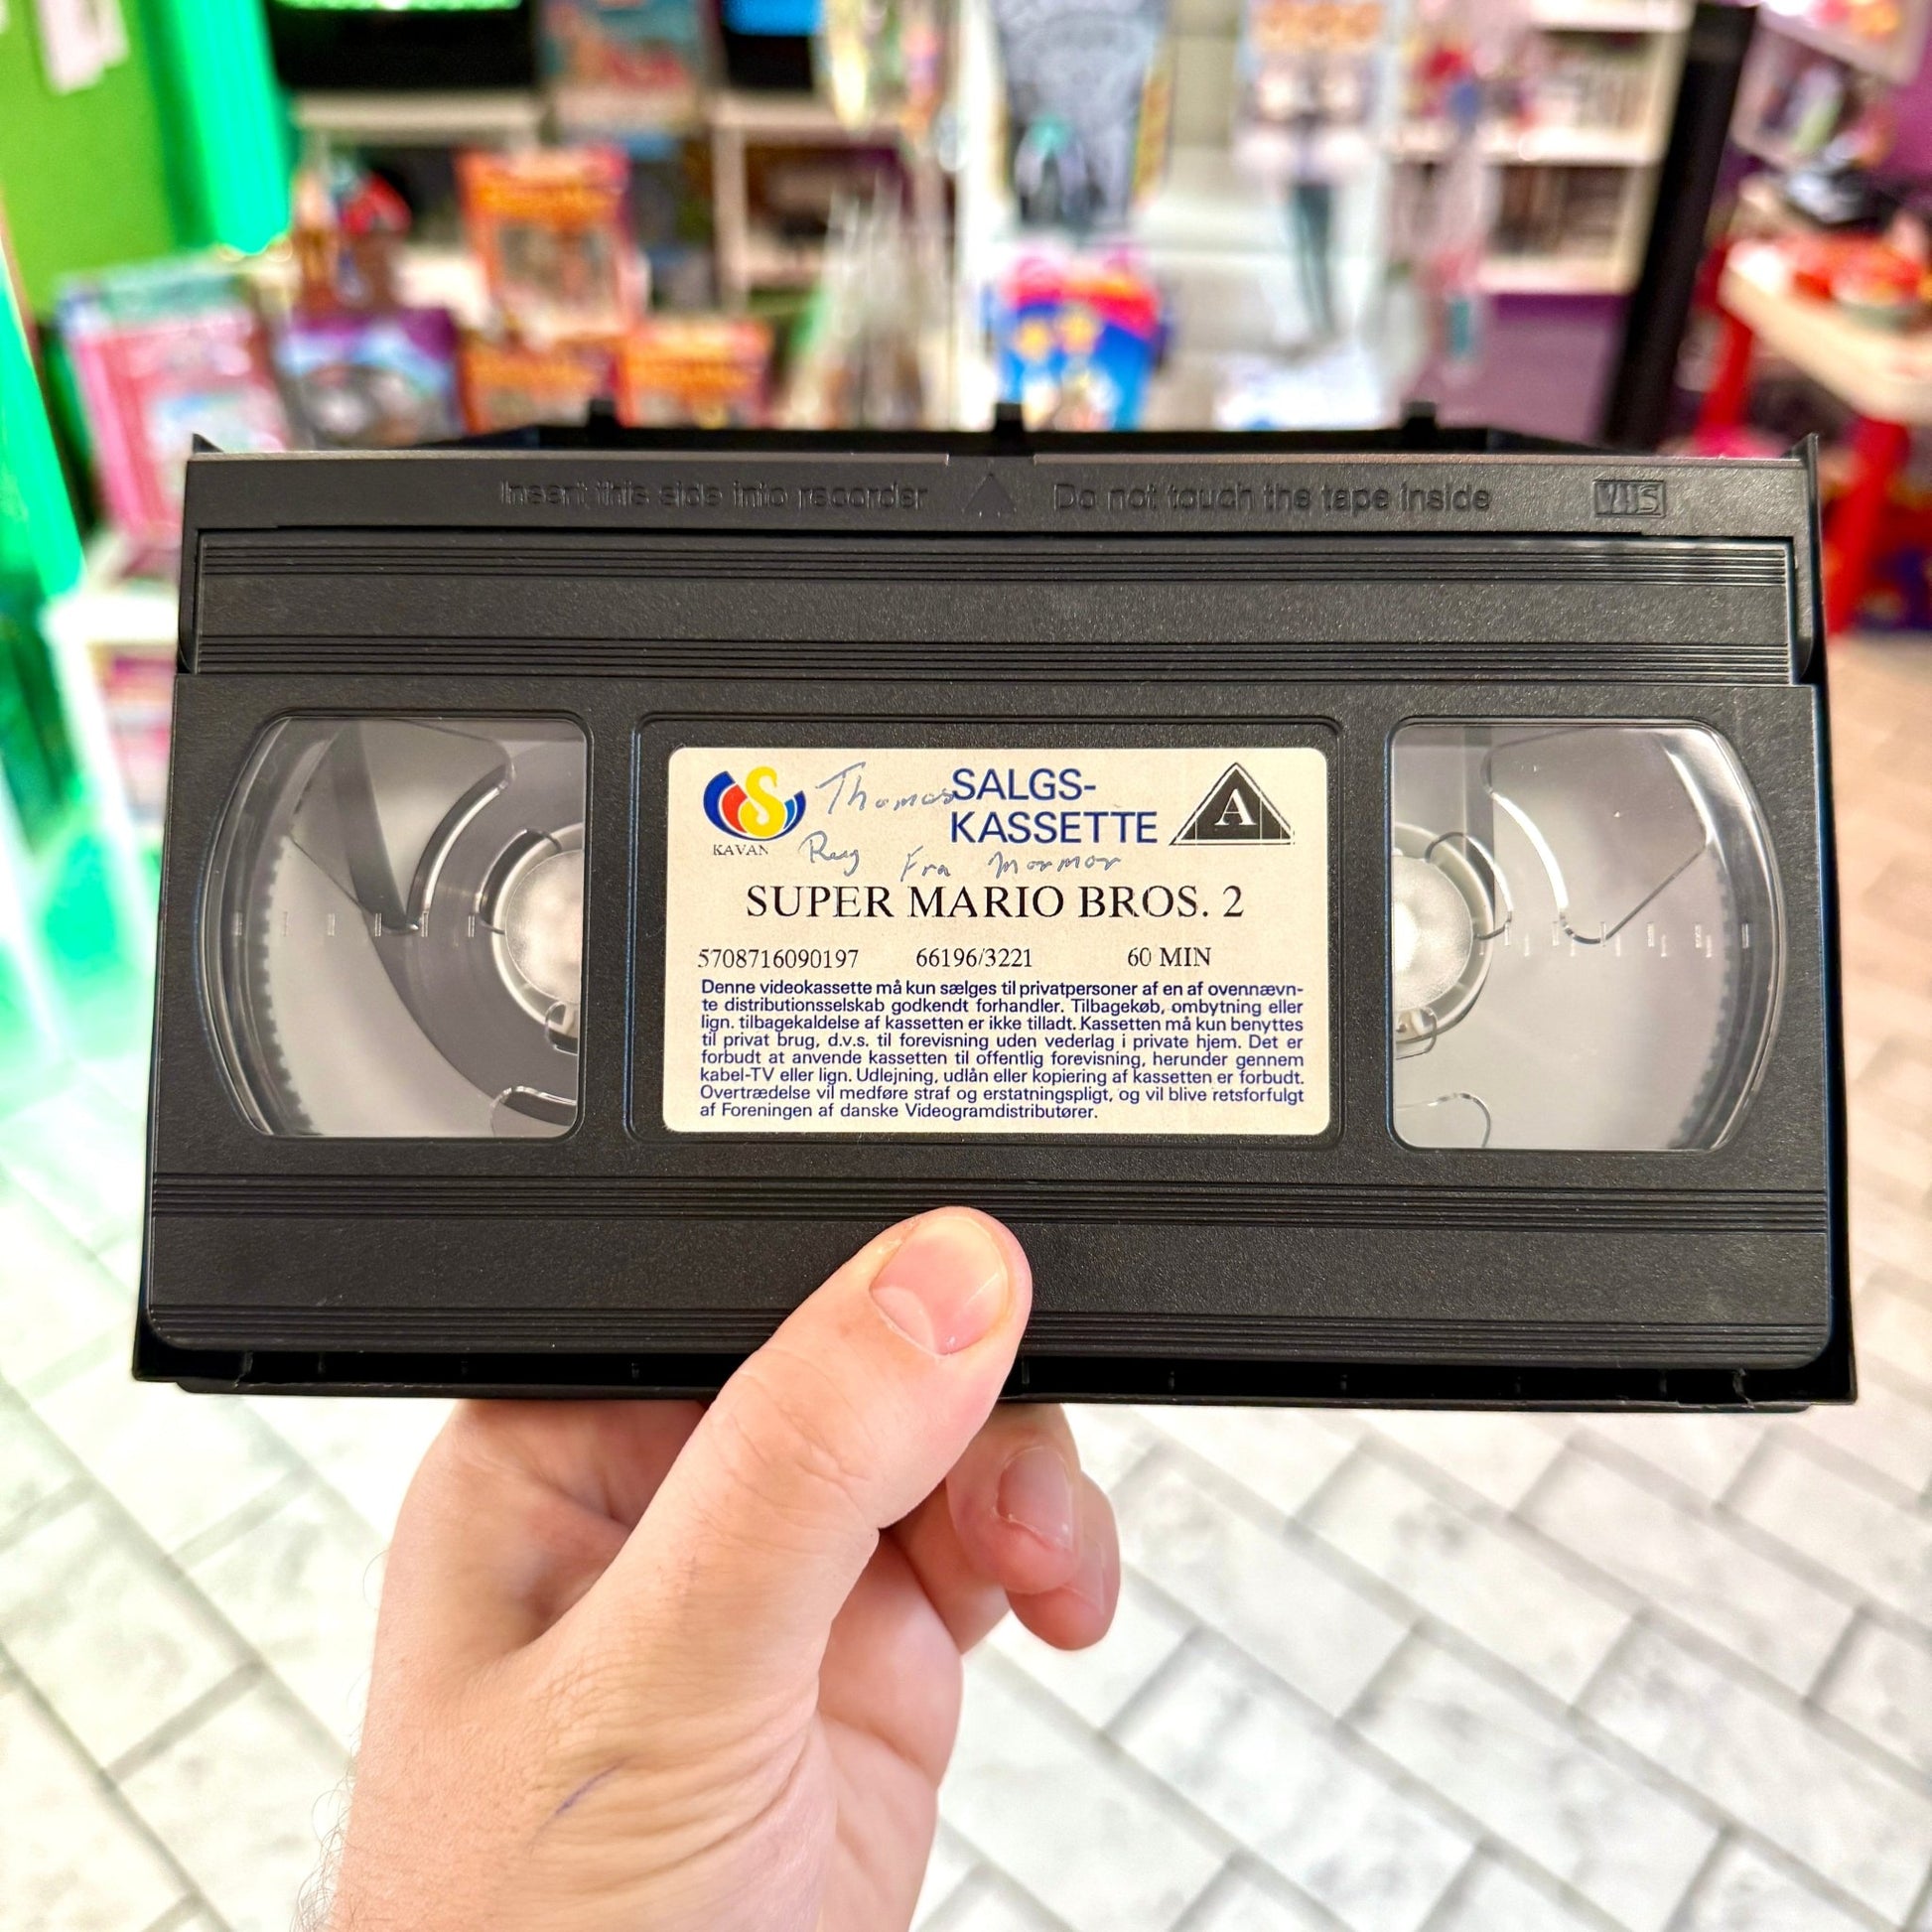 Insert this side into recorder Do not touch the tape inside VHS
S Thomas SALGS-
KASSETTE A
KAVAN Fra mormor
SUPER MARIO BROS. 2
5708716090197 66196/3221 60 MIN
Denne videokassette må kun sælges til privatpersoner af en af ovennævn-
te distributionsselskab godkendt forhandler. Tilbagekøb, ombytning eller
lign. tilbagekaldelse af kassetten er ikke tilladt. Kassetten må kun benyttes
til privat brug, d.v.s. til forevisning uden vederlag i private hjem. Det er
forbudt at anvende kassetten til offentlig forevisning, herunder gennem
kabel-TV eller lign. Udlejning, udlån eller kopiering af kassetten er forbudt.
Overtrædelse vil medføre straf og erstatningspligt, og vil blive retsforfulgt
af Foreningen af danske Videogramdistributører.